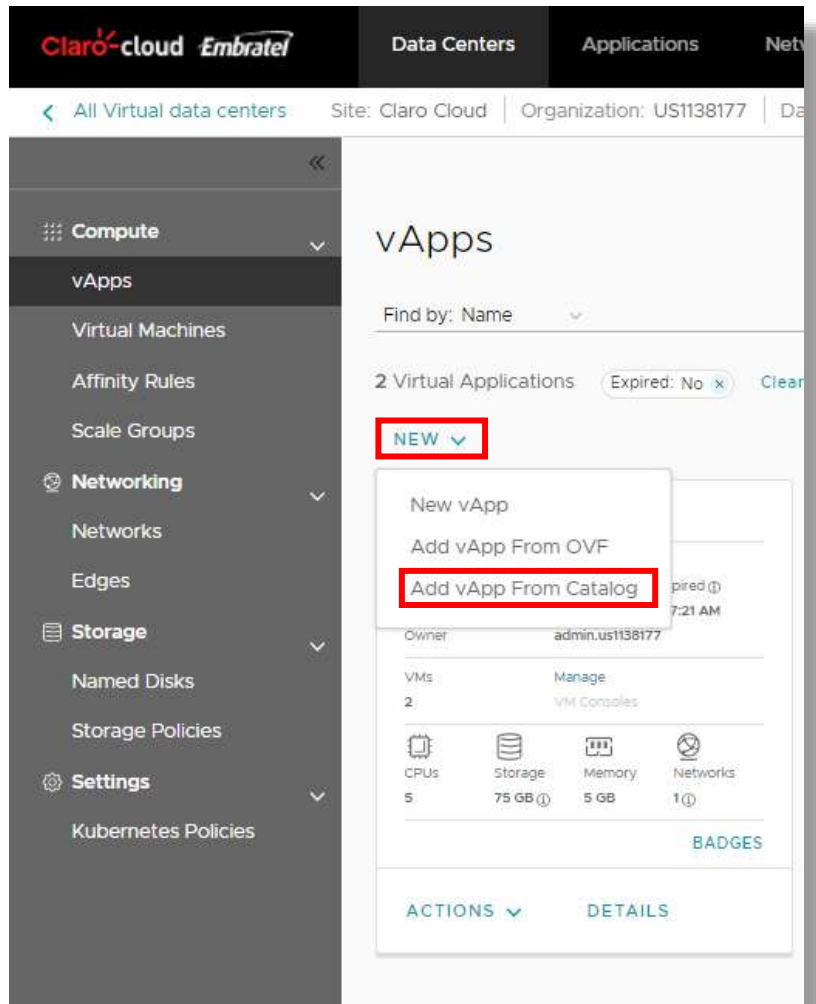 Claro-cloud Embratel Data Centers Applications Netw
All Virtual data centers Site: Claro Cloud Organization: US1138177 Da
Compute
vApps
Virtual Machines
Affinity Rules
Scale Groups
Networking
Networks
Edges
Storage
Named Disks
Storage Policies
Settings
Kubernetes Policies
vApps
Find by: Name
2 Virtual Applications Expired: No × Clear
NEW
New vApp
Add vApp From OVF
Add vApp From Catalog
pired
7:21 AM
Owner admin.us1138177
VMs Manage
2 VM Consoles
CPUs Storage Memory Networks
5 75 GB 5 GB 1
BADGES
ACTIONS DETAILS